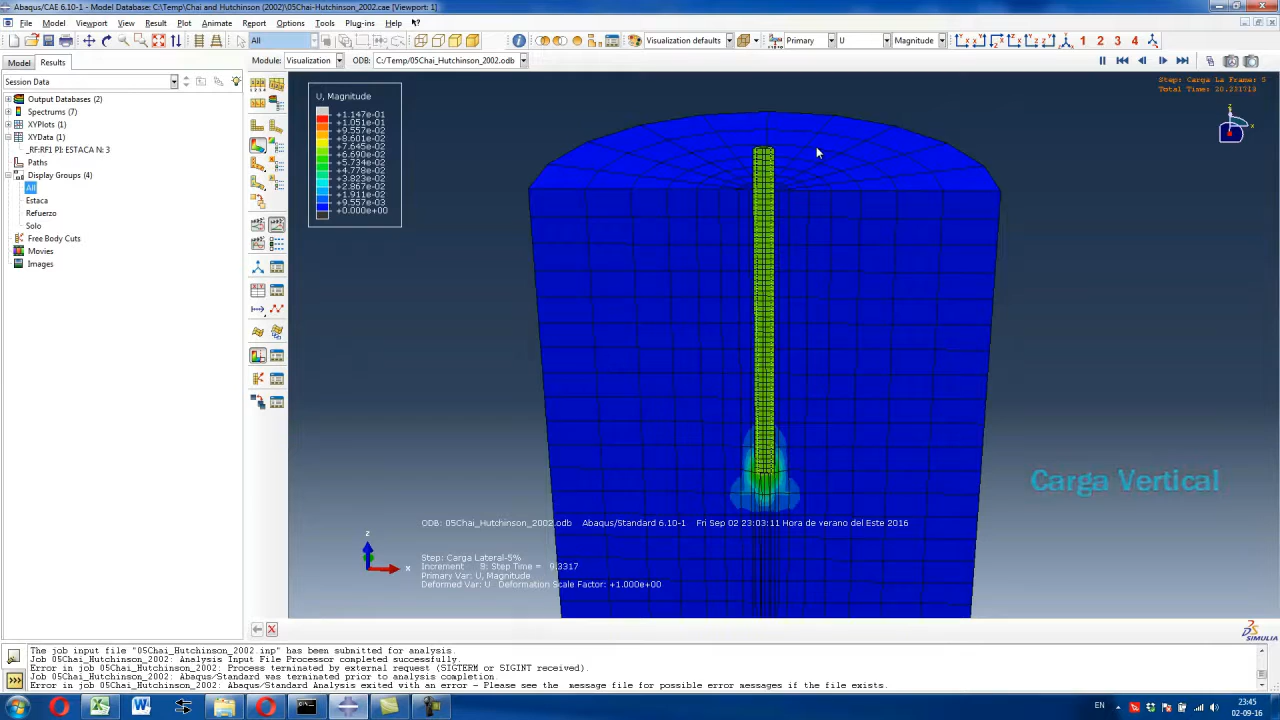 Abaqus/CAE 6.10-1 - Model Database: C:\Temp\Chai and Hutchinson (2002)\05Chai-Hutchinson_2002.cae [Viewport: 1]
File Model Viewport View Result Plot Animate Report Options Tools Plug-ins Help
All Visualization defaults Primary U Magnitude 1 2 3 4
Model Results Module: Visualization ODB: C:/Temp/05Chai_Hutchinson_2002.odb
Session Data
Output Databases (2)
Spectrums (7)
XYPlots (1)
XYData (1)
_RF:RF1 PI: ESTACA N: 3
Paths
Display Groups (4)
All
Estaca
Refuerzo
Solo
Free Body Cuts
Movies
Images
U, Magnitude
+1.147e-01
+1.051e-01
+9.557e-02
+8.601e-02
+7.645e-02
+6.690e-02
+5.734e-02
+4.778e-02
+3.823e-02
+2.867e-02
+1.911e-02
+9.557e-03
+0.000e+00
Step: Carga La Frame: 5
Total Time: 20.331719
Carga Vertical
ODB: 05Chai_Hutchinson_2002.odb Abaqus/Standard 6.10-1 Fri Sep 02 23:03:11 Hora de verano del Este 2016
Step: Carga Lateral-5%
Increment 9: Step Time = 9.3317
Primary Var: U, Magnitude
Deformed Var: U Deformation Scale Factor: +1.000e+00
z
x
SIMULIA
The job input file "05Chai_Hutchinson_2002.inp" has been submitted for analysis.
Job 05Chai_Hutchinson_2002: Analysis Input File Processor completed successfully.
Error in job 05Chai_Hutchinson_2002: Process terminated by external request (SIGTERM or SIGINT received).
Job 05Chai_Hutchinson_2002: Abaqus/Standard was terminated prior to analysis completion.
Error in job 05Chai_Hutchinson_2002: Abaqus/Standard Analysis exited with an error - Please see the message file for possible error messages if the file exists.
23:45
02-09-16